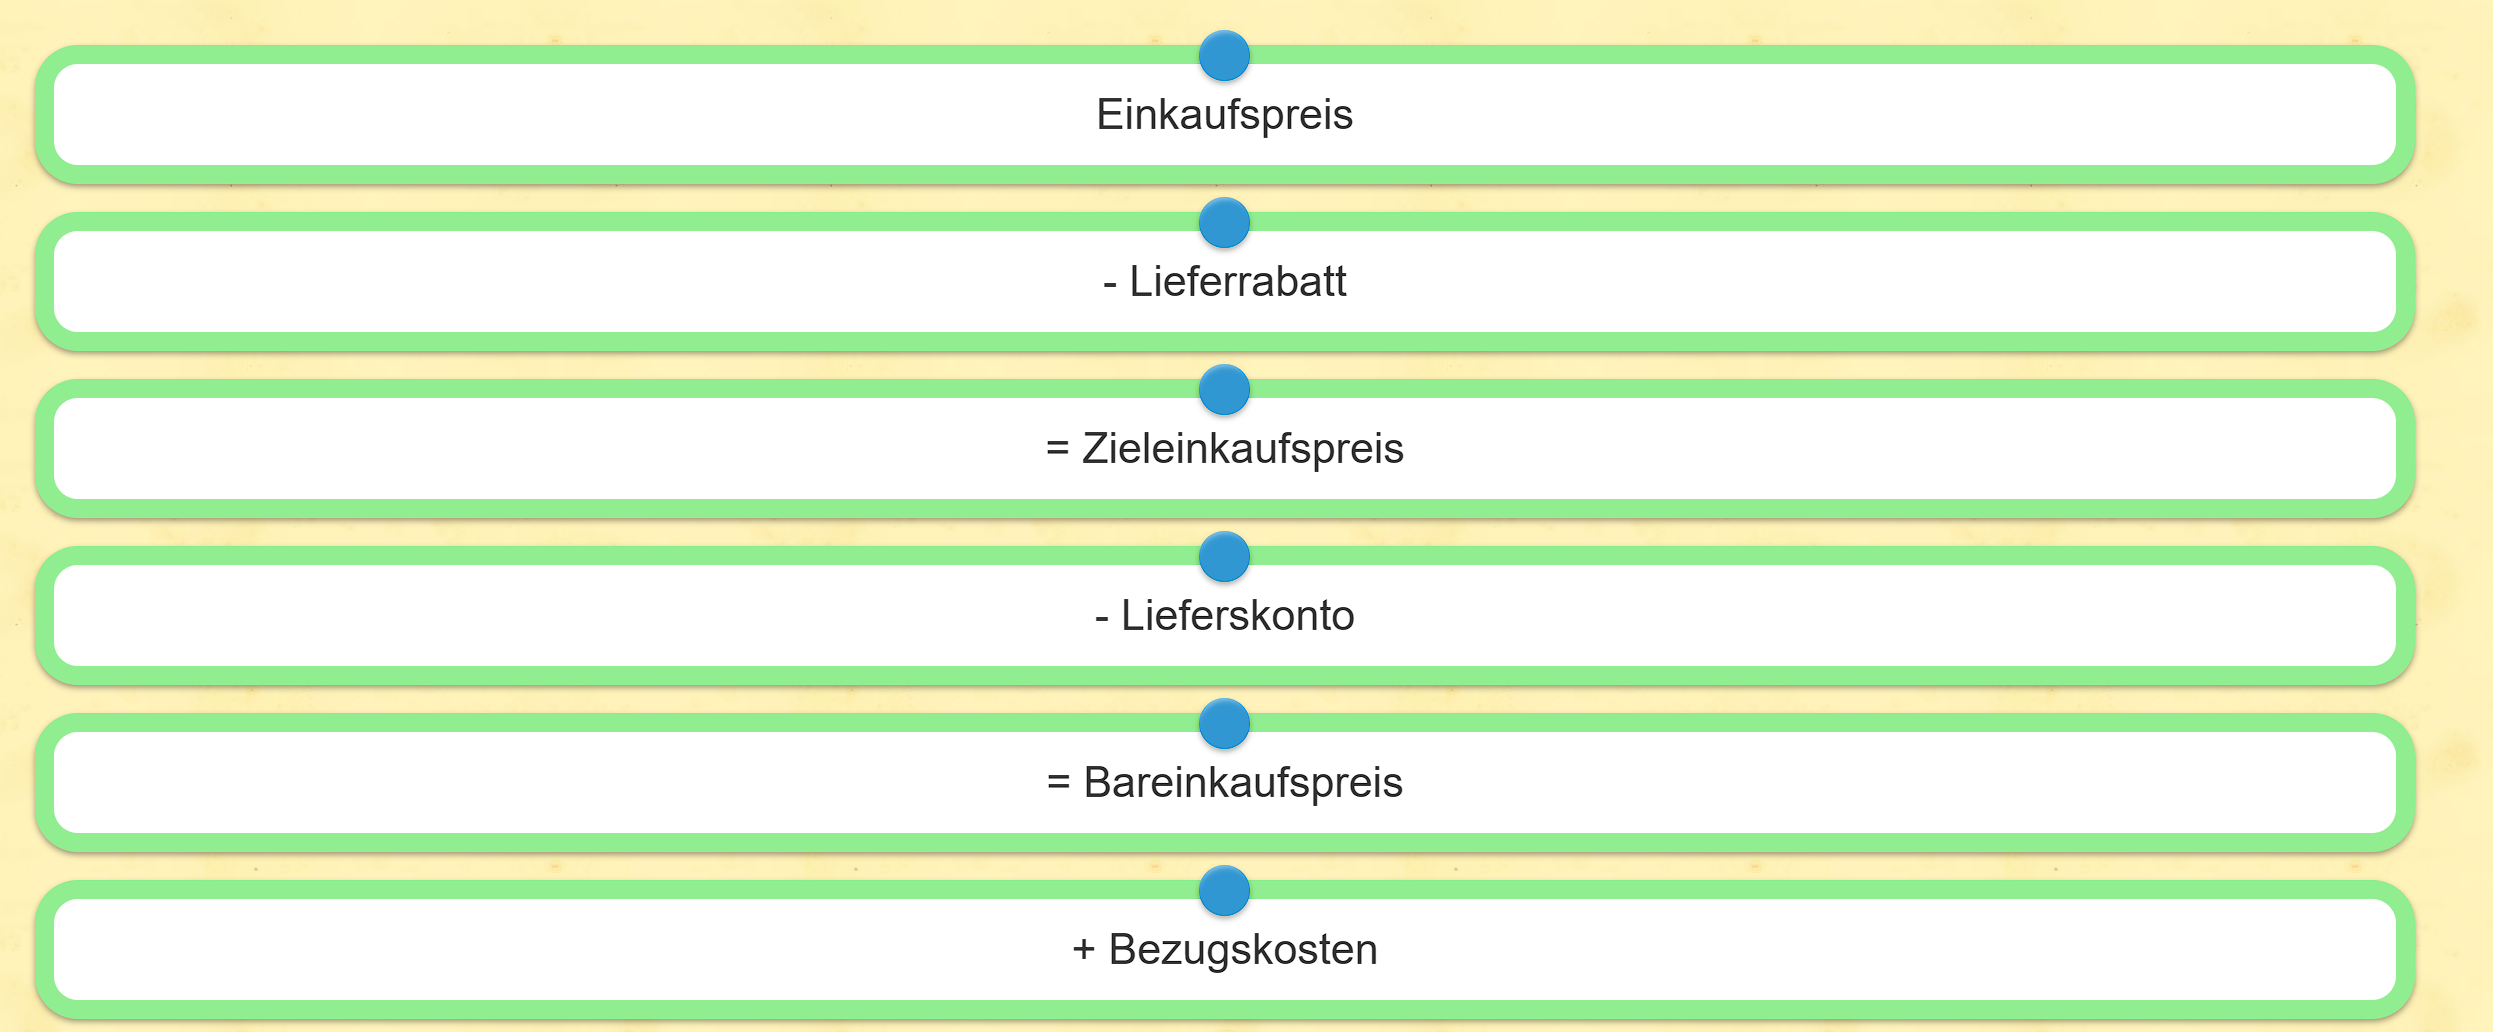 Einkaufspreis
- Lieferrabatt
= Zieleinkaufspreis
- Lieferskonto
= Bareinkaufspreis
+ Bezugskosten